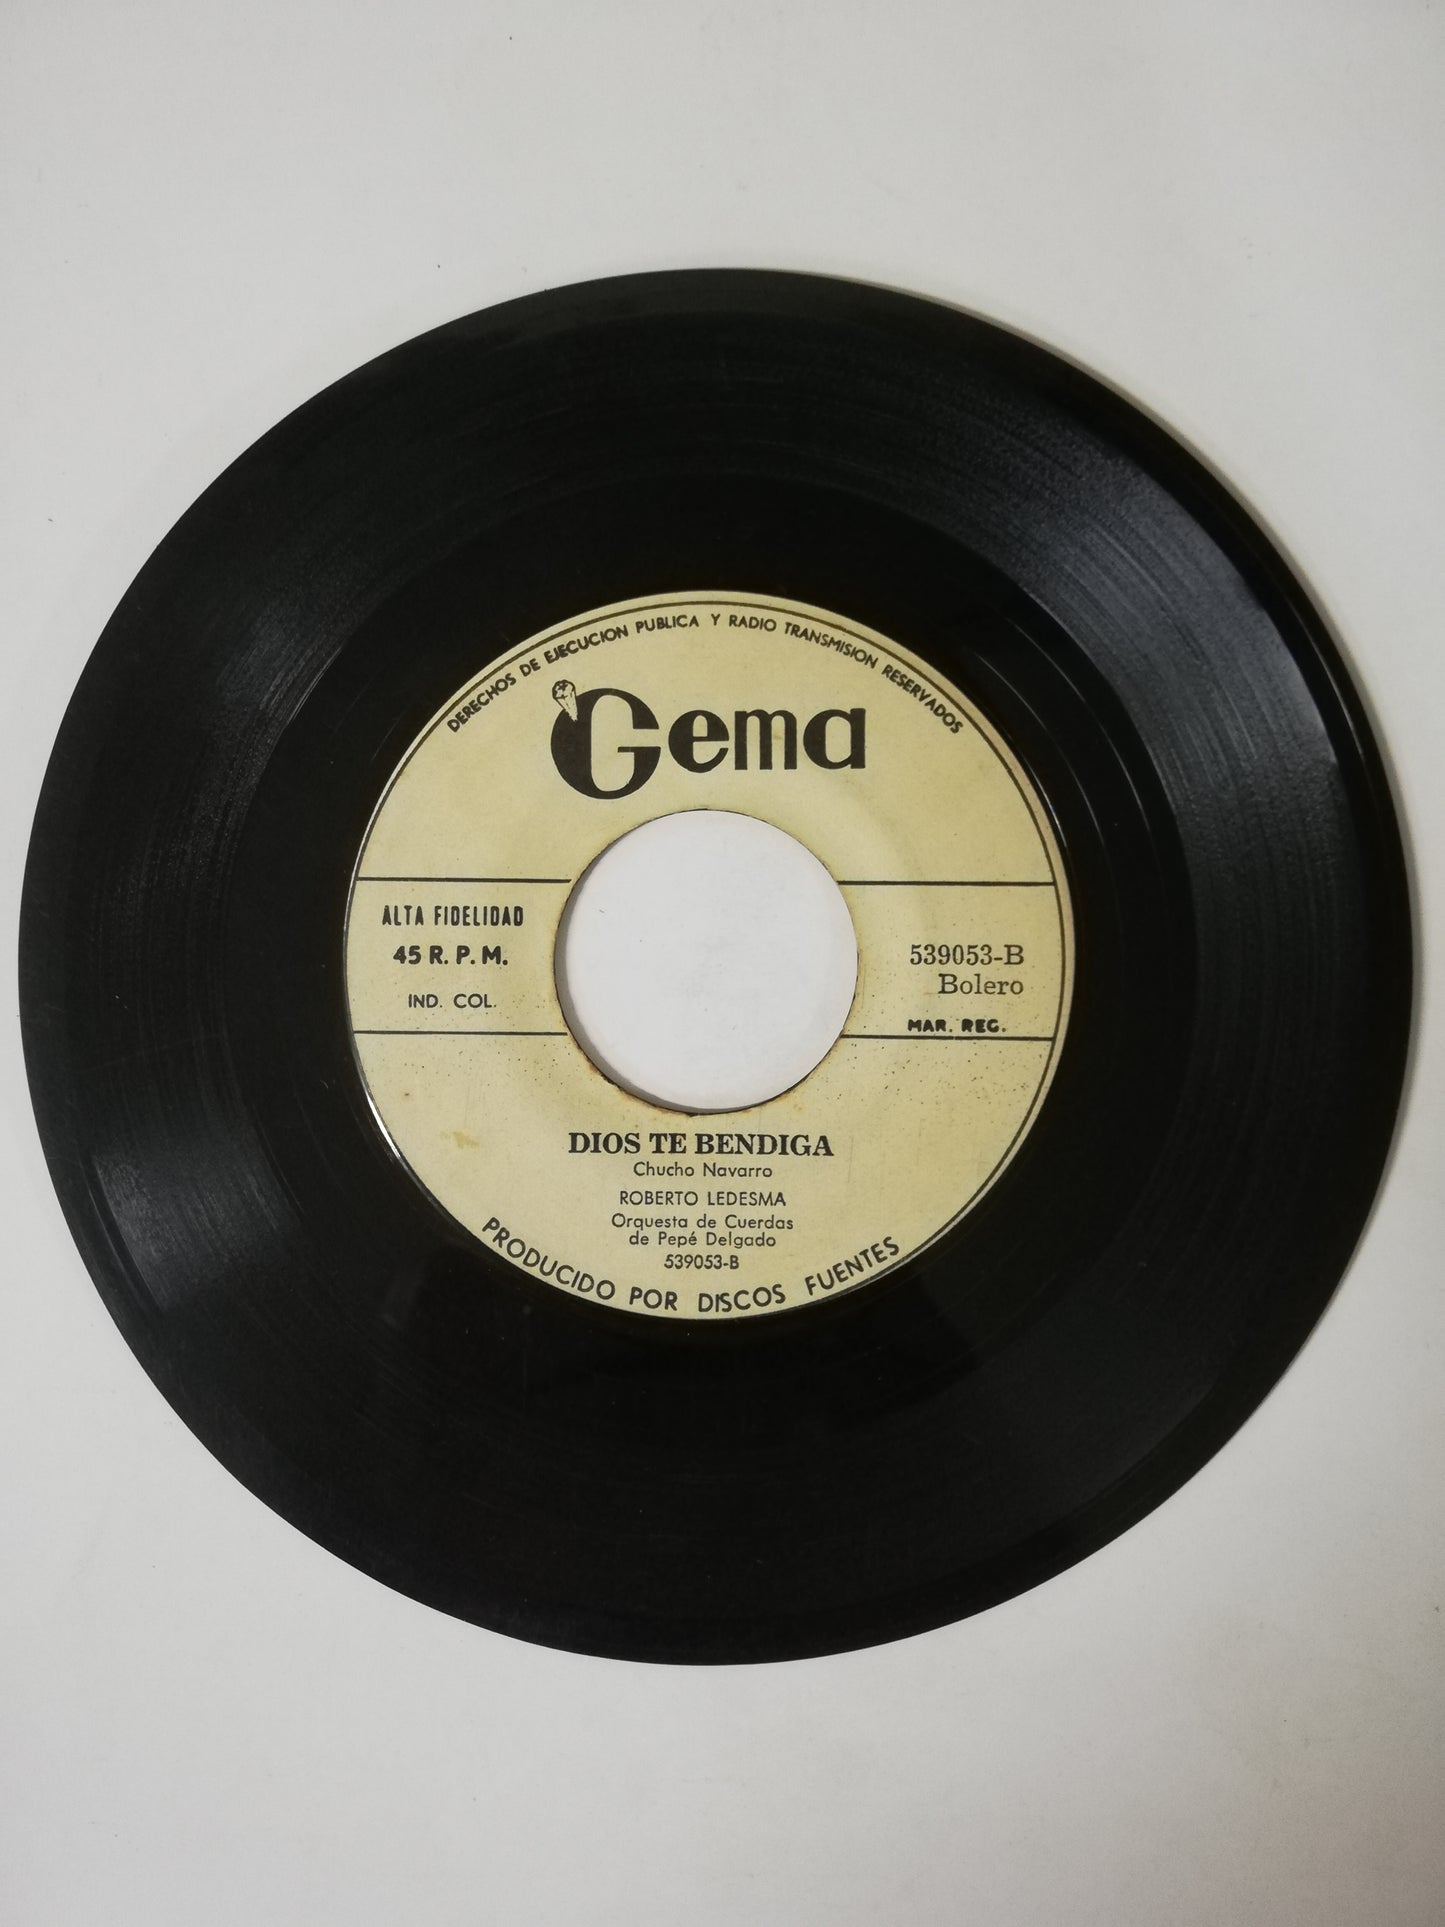 DERECHOS DE EJECUCION PUBLICA Y RADIO TRANSMISION RESERVADOS
Gema
ALTA FIDELIDAD
45 R. P. M.
IND. COL.
539053-B
Bolero
MAR. REG.
DIOS TE BENDIGA
Chucho Navarro
ROBERTO LEDESMA
Orquesta de Cuerdas
de Pepé Delgado
539053-B
PRODUCIDO POR DISCOS FUENTES